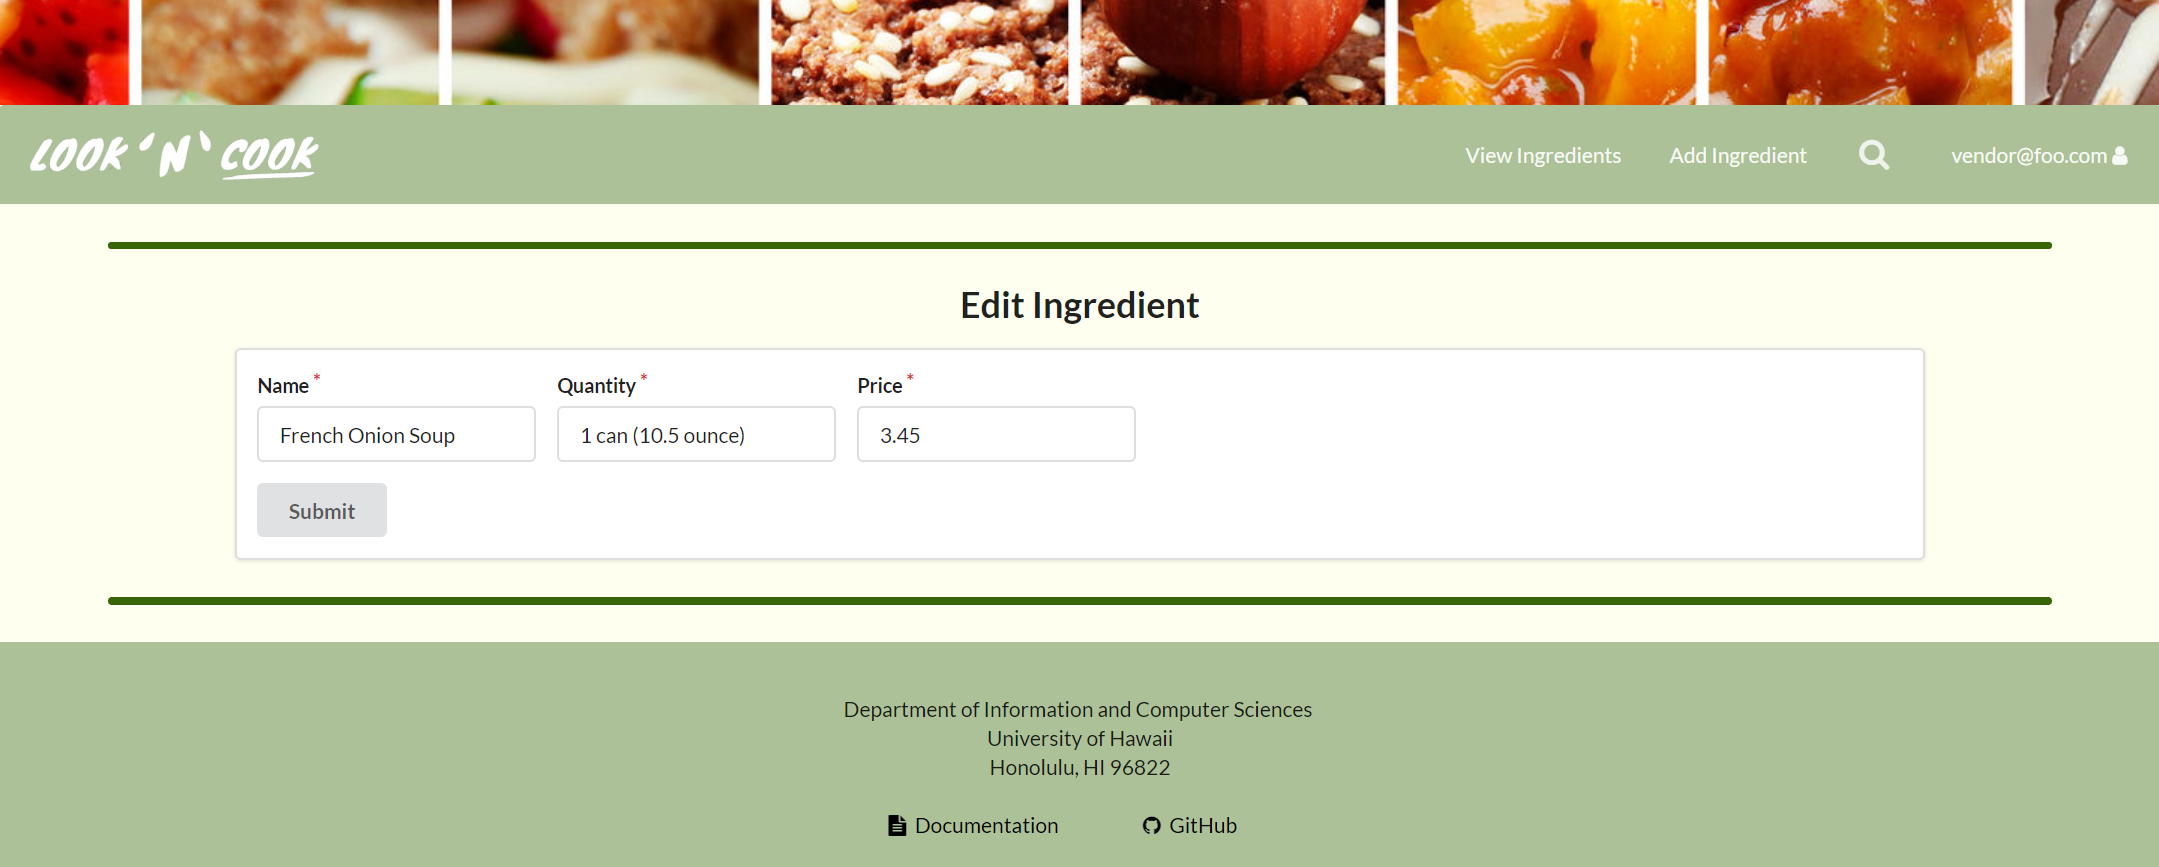 LOOK 'N' COOK
View Ingredients Add Ingredient vendor@foo.com
Edit Ingredient
Name * Quantity * Price *
French Onion Soup 1 can (10.5 ounce) 3.45
Submit
Department of Information and Computer Sciences
University of Hawaii
Honolulu, HI 96822
Documentation GitHub